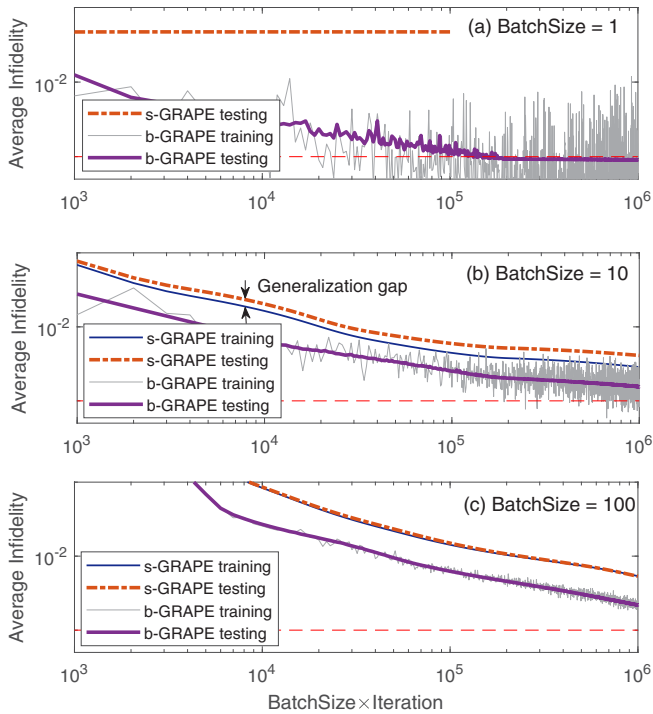 (a) BatchSize = 1
Average Infidelity
10^-2
s-GRAPE testing
b-GRAPE training
b-GRAPE testing
10^3 10^4 10^5 10^6
(b) BatchSize = 10
Generalization gap
Average Infidelity
10^-2
s-GRAPE training
s-GRAPE testing
b-GRAPE training
b-GRAPE testing
10^3 10^4 10^5 10^6
(c) BatchSize = 100
Average Infidelity
10^-2
s-GRAPE training
s-GRAPE testing
b-GRAPE training
b-GRAPE testing
10^3 10^4 10^5 10^6
BatchSize×Iteration